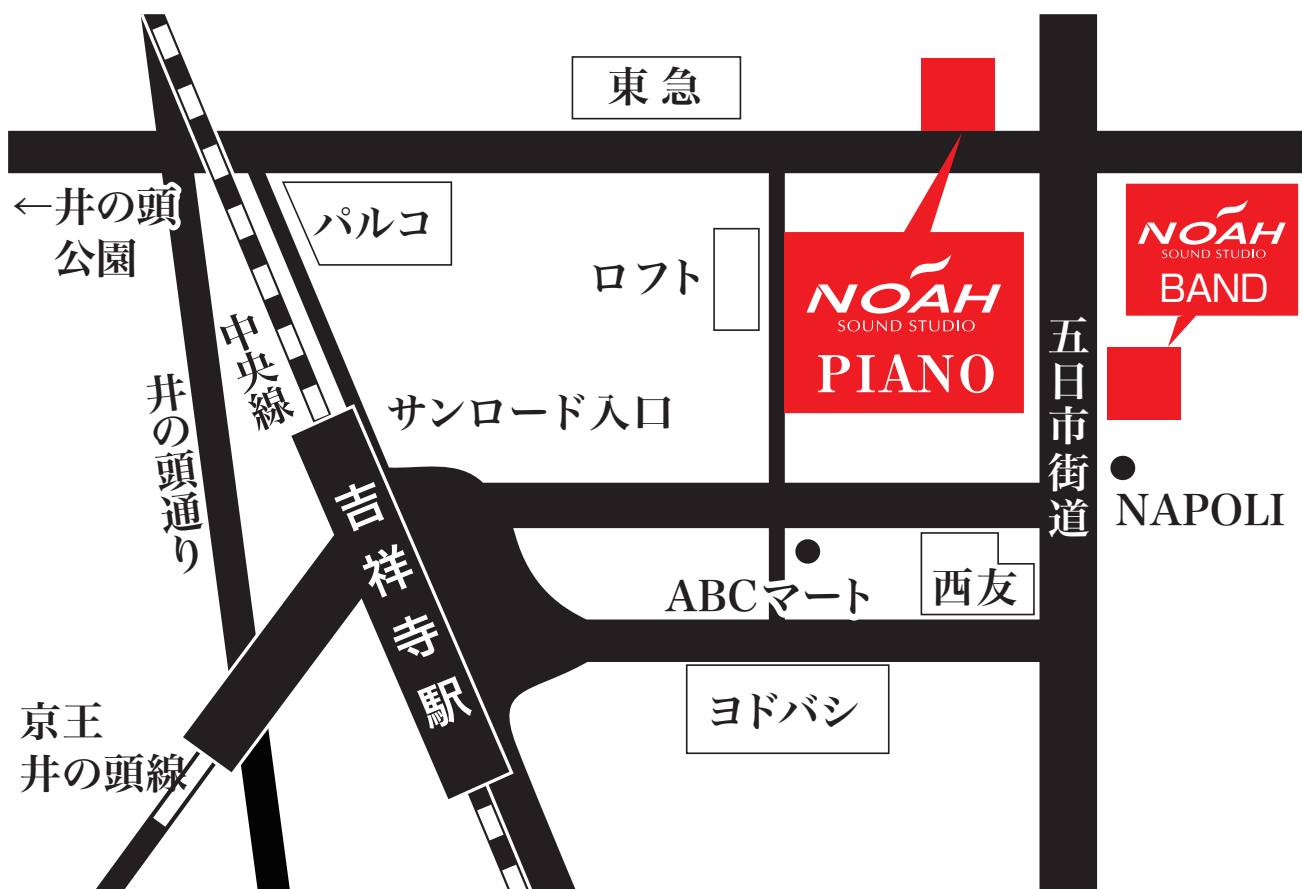 東急
←井の頭
公園
パルコ
ロフト
NOAH
SOUND STUDIO
PIANO
NOAH
SOUND STUDIO
BAND
中央線
井の頭通り
サンロード入口
五日市街道
吉祥寺駅
NAPOLI
ABCマート
西友
ヨドバシ
京王
井の頭線